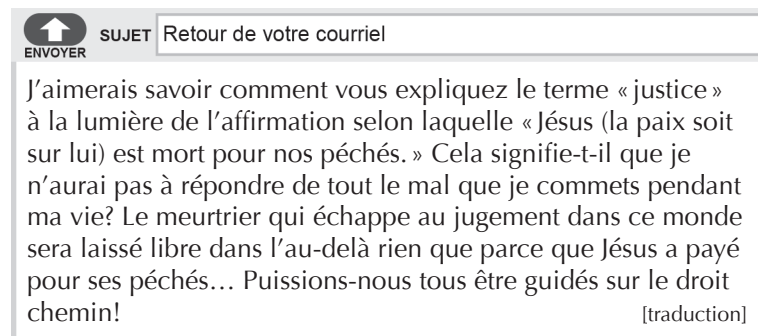 ENVOYER SUJET Retour de votre courriel
J’aimerais savoir comment vous expliquez le terme «justice»
à la lumière de l’affirmation selon laquelle «Jésus (la paix soit
sur lui) est mort pour nos péchés.» Cela signifie-t-il que je
n’aurai pas à répondre de tout le mal que je commets pendant
ma vie? Le meurtrier qui échappe au jugement dans ce monde
sera laissé libre dans l’au-delà rien que parce que Jésus a payé
pour ses péchés… Puissions-nous tous être guidés sur le droit
chemin! [traduction]